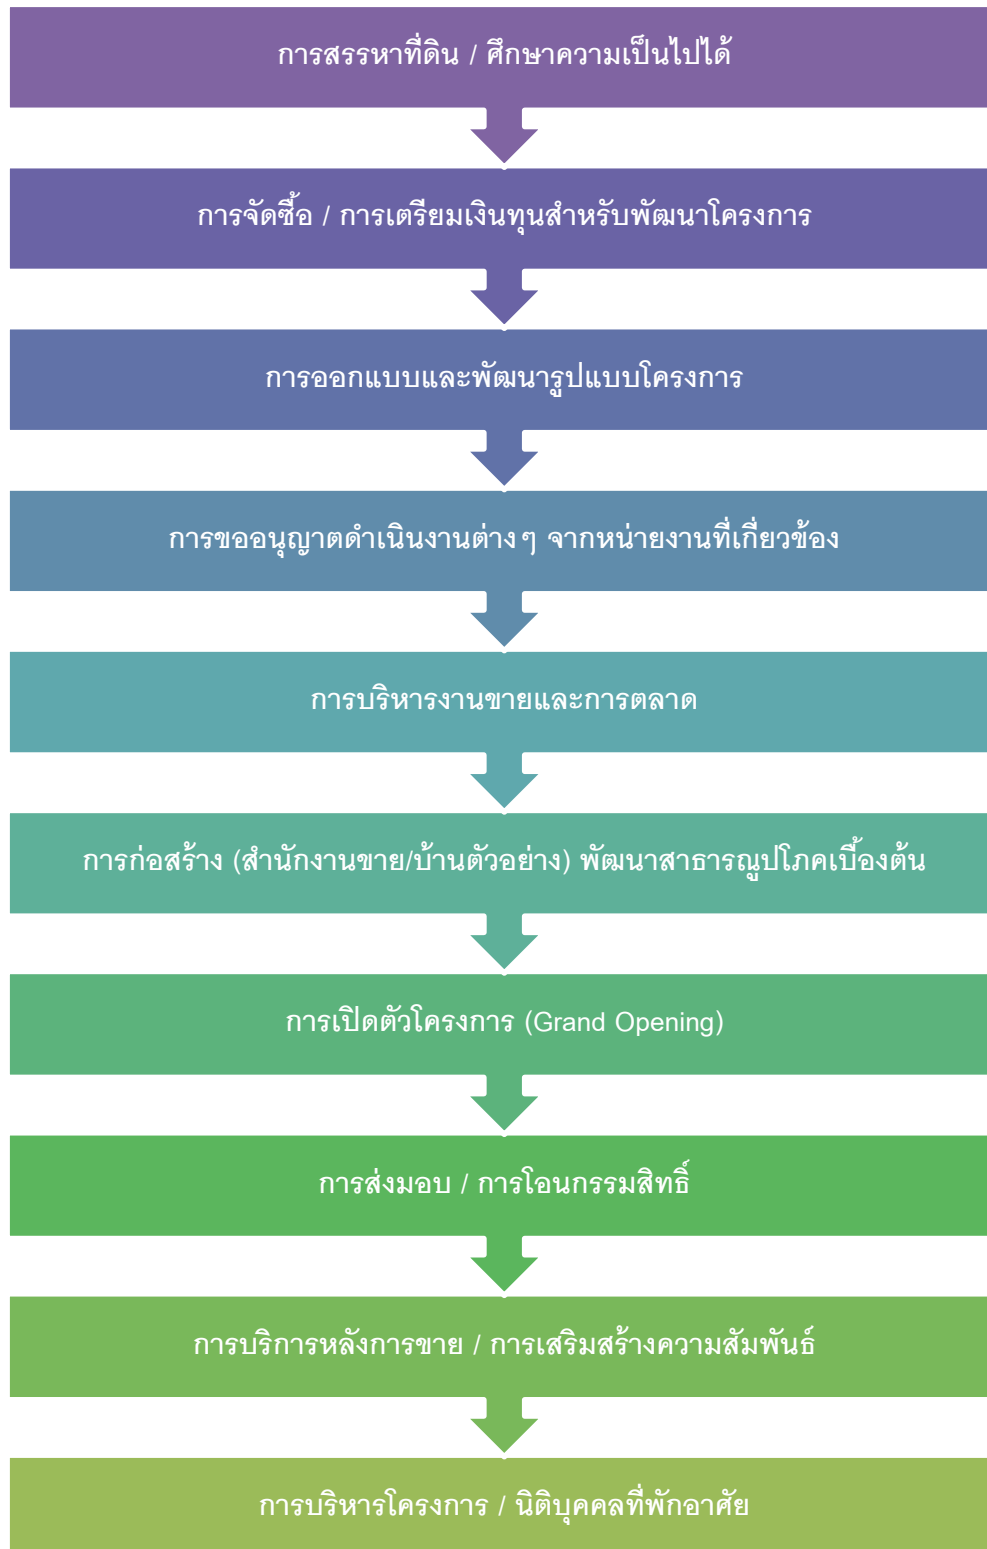 การสรรหาที่ดิน / ศึกษาความเป็นไปได้
การจัดซื้อ / การเตรียมเงินทุนสำหรับพัฒนาโครงการ
การออกแบบและพัฒนารูปแบบโครงการ
การขออนุญาตดำเนินงานต่างๆ จากหน่ายงานที่เกี่ยวข้อง
การบริหารงานขายและการตลาด
การก่อสร้าง (สำนักงานขาย/บ้านตัวอย่าง) พัฒนาสาธารณูปโภคเบื้องต้น
การเปิดตัวโครงการ (Grand Opening)
การส่งมอบ / การโอนกรรมสิทธิ์
การบริการหลังการขาย / การเสริมสร้างความสัมพันธ์
การบริหารโครงการ / นิติบุคคลที่พักอาศัย